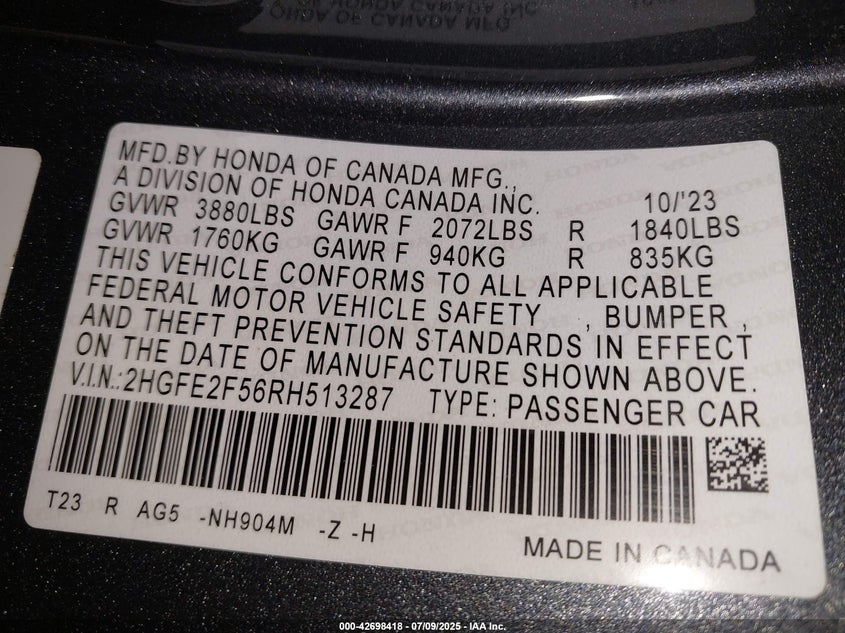 MFD.BY HONDA OF CANADA MFG.,
A DIVISION OF HONDA CANADA INC. 10/'23
GVWR 3880LBS GAWR F 2072LBS R 1840LBS
GVWR 1760KG GAWR F 940KG R 835KG
THIS VEHICLE CONFORMS TO ALL APPLICABLE
FEDERAL MOTOR VEHICLE SAFETY , BUMPER ,
AND THEFT PREVENTION STANDARDS IN EFFECT
ON THE DATE OF MANUFACTURE SHOWN ABOVE.
V.I.N.:2HGFE2F56RH513287 TYPE: PASSENGER CAR
T23 R AG5 -NH904M -Z -H
MADE IN CANADA
000-42698418 - 07/09/2025 - IAA Inc.